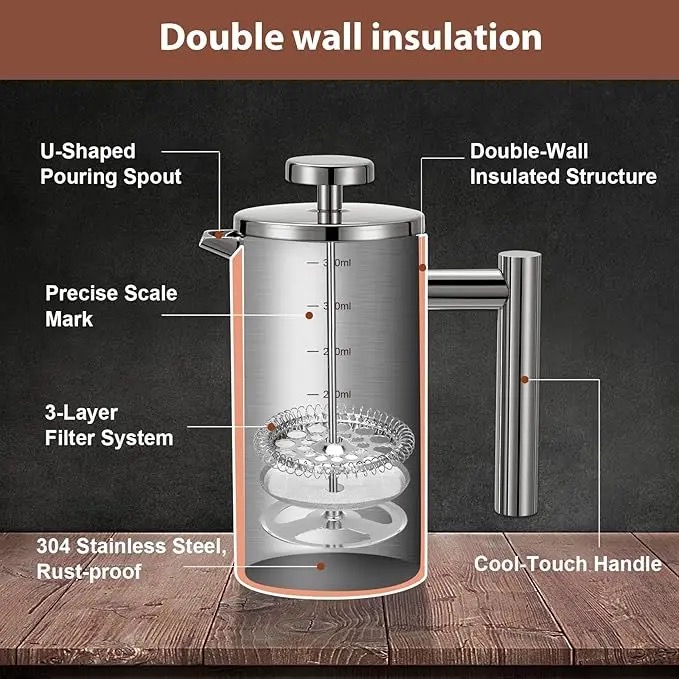 Double wall insulation
U-Shaped
Pouring Spout
Double-Wall
Insulated Structure
Precise Scale
Mark
3-Layer
Filter System
304 Stainless Steel,
Rust-proof
Cool-Touch Handle